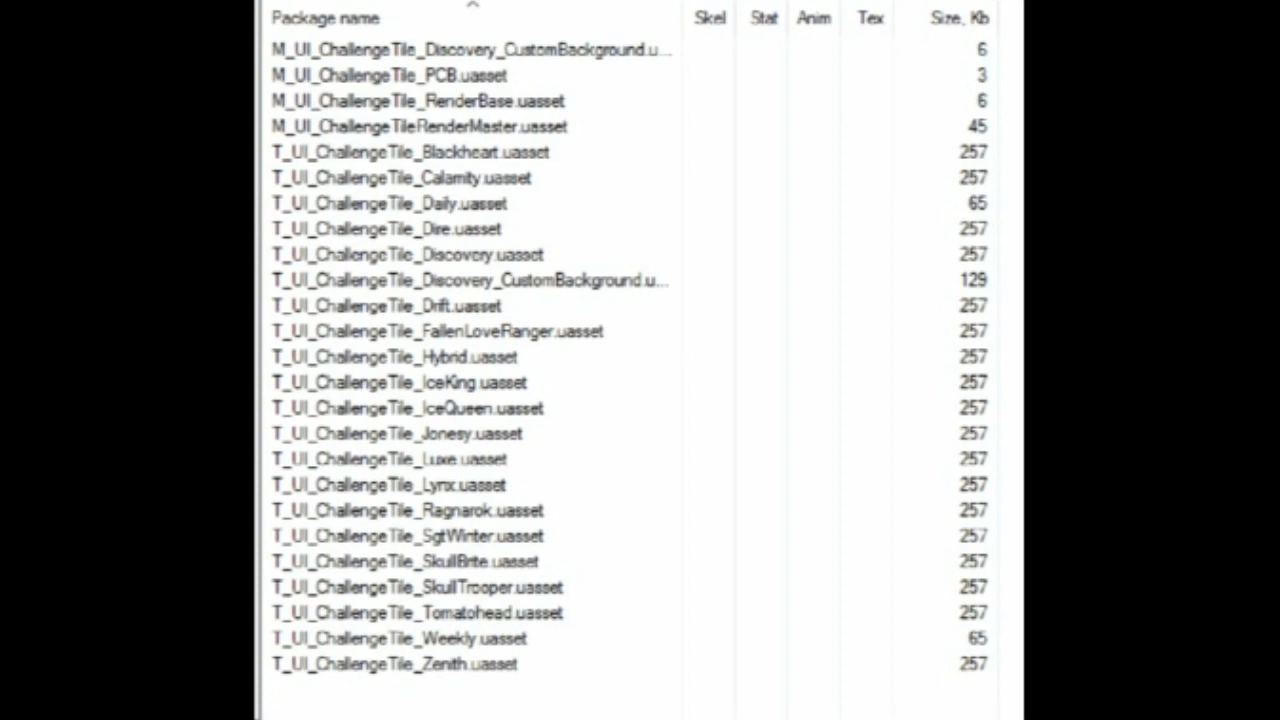 Package name Skel Stat Anim Tex Size, Kb
M_UI_ChallengeTile_Discovery_CustomBackground.u... 6
M_UI_ChallengeTile_PCB.uasset 3
M_UI_ChallengeTile_RenderBase.uasset 6
M_UI_ChallengeTileRenderMaster.uasset 45
T_UI_ChallengeTile_Blackheart.uasset 257
T_UI_ChallengeTile_Calamity.uasset 257
T_UI_ChallengeTile_Daily.uasset 65
T_UI_ChallengeTile_Dire.uasset 257
T_UI_ChallengeTile_Discovery.uasset 257
T_UI_ChallengeTile_Discovery_CustomBackground.u... 129
T_UI_ChallengeTile_Drift.uasset 257
T_UI_ChallengeTile_FallenLoveRanger.uasset 257
T_UI_ChallengeTile_Hybrid.uasset 257
T_UI_ChallengeTile_IceKing.uasset 257
T_UI_ChallengeTile_IceQueen.uasset 257
T_UI_ChallengeTile_Jonesy.uasset 257
T_UI_ChallengeTile_Luxe.uasset 257
T_UI_ChallengeTile_Lynx.uasset 257
T_UI_ChallengeTile_Ragnarok.uasset 257
T_UI_ChallengeTile_SgtWinter.uasset 257
T_UI_ChallengeTile_SkullBrite.uasset 257
T_UI_ChallengeTile_SkullTrooper.uasset 257
T_UI_ChallengeTile_Tomatohead.uasset 257
T_UI_ChallengeTile_Weekly.uasset 65
T_UI_ChallengeTile_Zenith.uasset 257